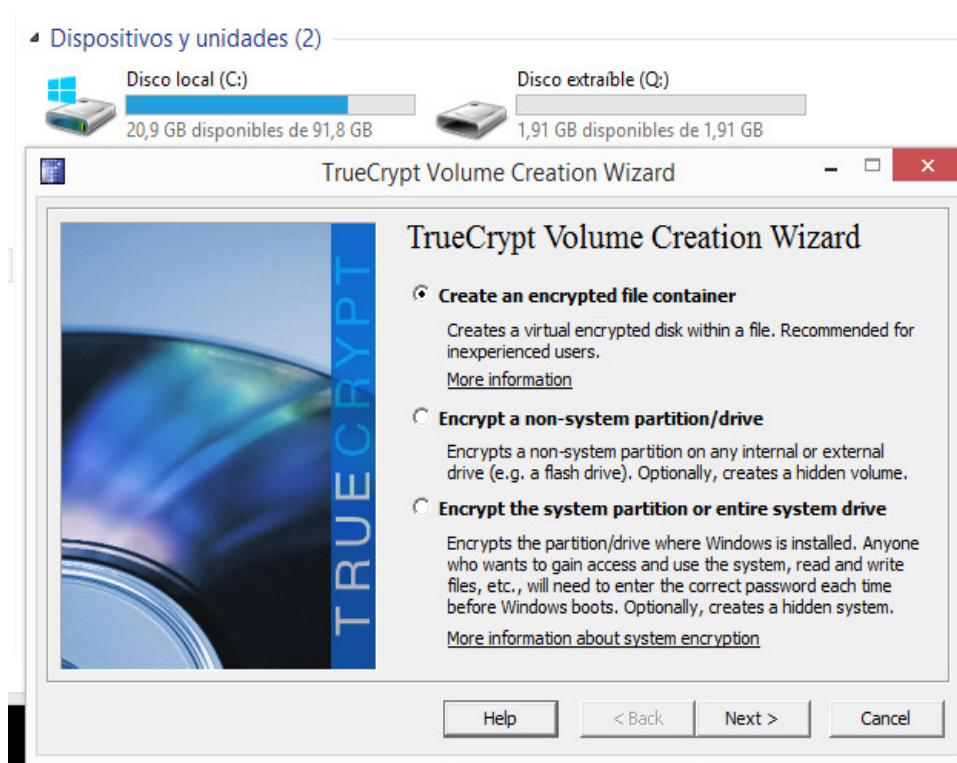 Dispositivos y unidades (2)
Disco local (C:)
20,9 GB disponibles de 91,8 GB
Disco extraíble (Q:)
1,91 GB disponibles de 1,91 GB
TrueCrypt Volume Creation Wizard
TRUECRYPT
TrueCrypt Volume Creation Wizard
Create an encrypted file container
Creates a virtual encrypted disk within a file. Recommended for
inexperienced users.
More information
Encrypt a non-system partition/drive
Encrypts a non-system partition on any internal or external
drive (e.g. a flash drive). Optionally, creates a hidden volume.
Encrypt the system partition or entire system drive
Encrypts the partition/drive where Windows is installed. Anyone
who wants to gain access and use the system, read and write
files, etc., will need to enter the correct password each time
before Windows boots. Optionally, creates a hidden system.
More information about system encryption
Help
< Back
Next >
Cancel